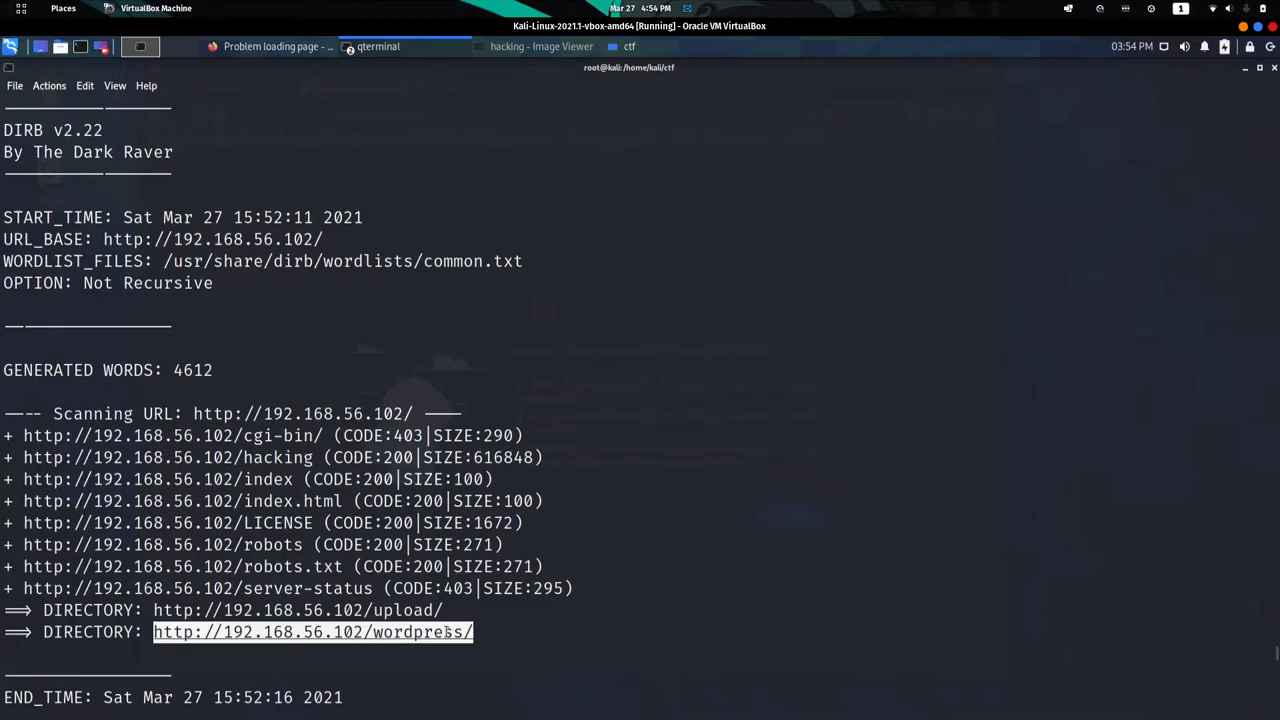 Places
VirtualBox Machine
Mar 27 4:54 PM
1
Kali-Linux-2021.1-vbox-amd64 [Running] - Oracle VM VirtualBox
Problem loading page - ...
qterminal
hacking - Image Viewer
ctf
03:54 PM
root@kali:/home/kali/ctf
File Actions Edit View Help
DIRB v2.22
By The Dark Raver
START_TIME: Sat Mar 27 15:52:11 2021
URL_BASE: http://192.168.56.102/
WORDLIST_FILES: /usr/share/dirb/wordlists/common.txt
OPTION: Not Recursive
GENERATED WORDS: 4612
---- Scanning URL: http://192.168.56.102/ ----
+ http://192.168.56.102/cgi-bin/ (CODE:403|SIZE:290)
+ http://192.168.56.102/hacking (CODE:200|SIZE:616848)
+ http://192.168.56.102/index (CODE:200|SIZE:100)
+ http://192.168.56.102/index.html (CODE:200|SIZE:100)
+ http://192.168.56.102/LICENSE (CODE:200|SIZE:1672)
+ http://192.168.56.102/robots (CODE:200|SIZE:271)
+ http://192.168.56.102/robots.txt (CODE:200|SIZE:271)
+ http://192.168.56.102/server-status (CODE:403|SIZE:295)
==> DIRECTORY: http://192.168.56.102/upload/
==> DIRECTORY: http://192.168.56.102/wordpress/
END_TIME: Sat Mar 27 15:52:16 2021